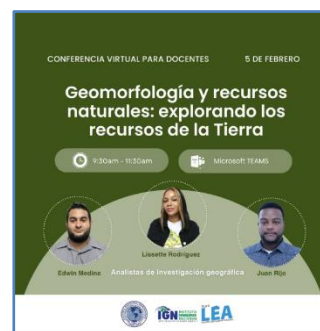 CONFERENCIA VIRTUAL PARA DOCENTES 5 DE FEBRERO
Geomorfología y recursos
naturales: explorando los
recursos de la Tierra
9:30am - 11:30am Microsoft TEAMS
Lissette Rodríguez
Edwin Medina Juan Rijo
Analistas de investigación geográfica
IGN LEA